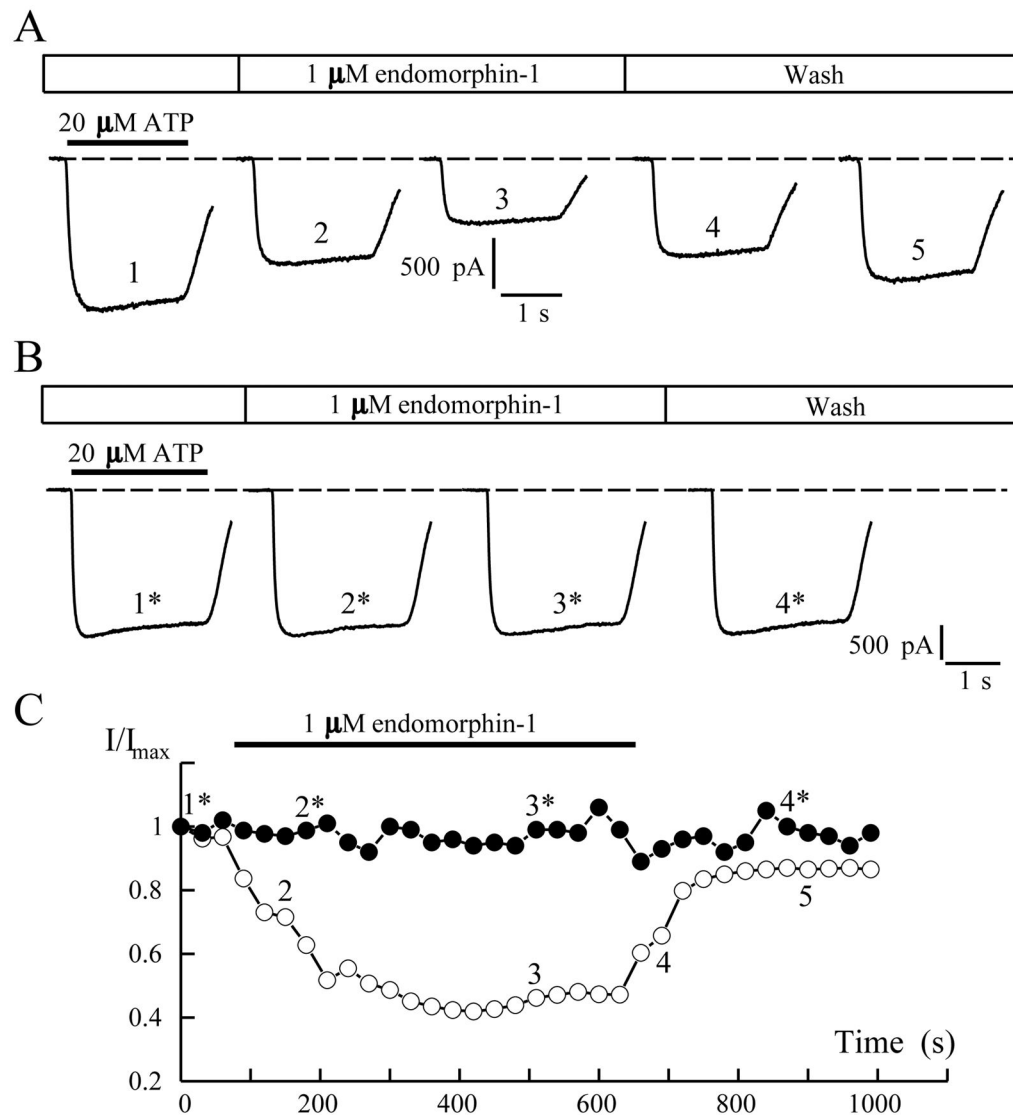 A
1 μM endomorphin-1 Wash
20 μM ATP
1 2 3 4 5
500 pA
1 s
B
1 μM endomorphin-1 Wash
20 μM ATP
1* 2* 3* 4*
500 pA
1 s
C
1 μM endomorphin-1
I/Imax
1* 2* 3* 4*
1
0.8
2 5
0.6
3 4
0.4
Time (s)
0.2
0 200 400 600 800 1000